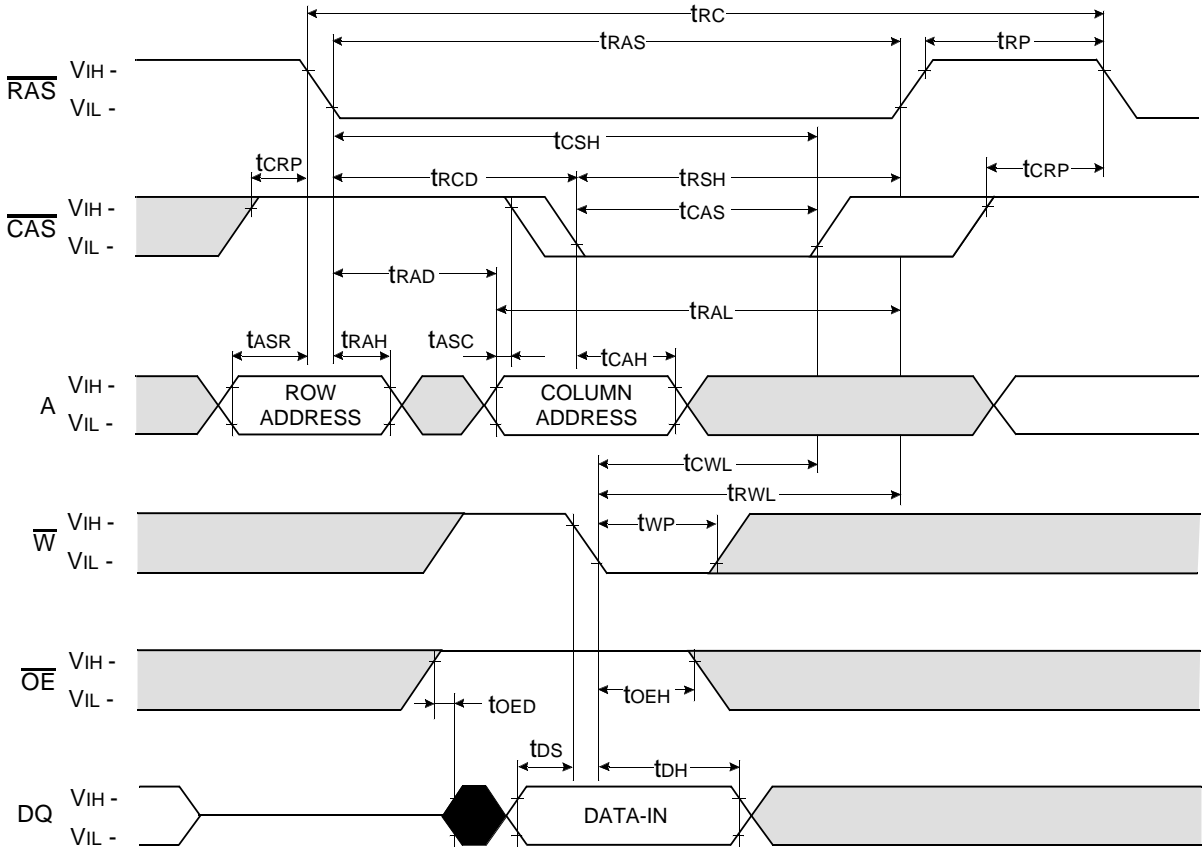 tRC
tRAS
tRP
RAS
VIH -
VIL -
tCSH
tCRP
tRCD
tRSH
tCRP
CAS
VIH -
VIL -
tCAS
tRAD
tRAL
tASR
tRAH
tASC
tCAH
A
VIH -
VIL -
ROW
ADDRESS
COLUMN
ADDRESS
tCWL
tRWL
W
VIH -
VIL -
tWP
OE
VIH -
VIL -
tOED
tOEH
tDS
tDH
DQ
VIH -
VIL -
DATA-IN